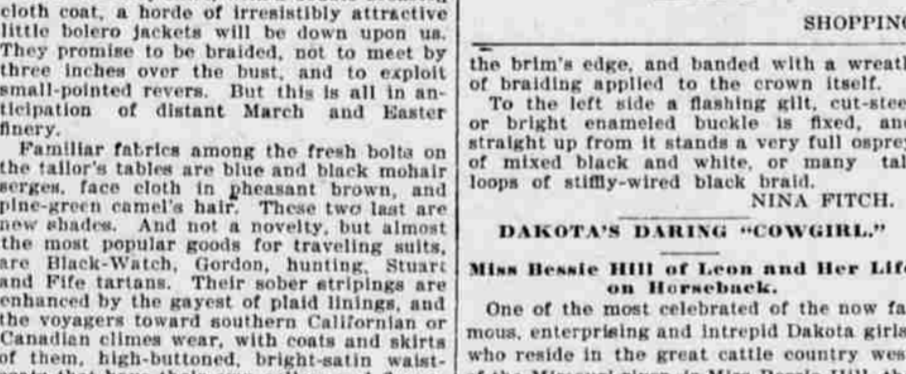 cloth coat, a horde of irresistibly attractive
little bolero jackets will be down upon us.
They promise to be braided, not to meet by
three inches over the bust, and to exploit
small-pointed revers. But this is all in an-
ticipation of distant March and Easter
finery.
Familiar fabrics among the fresh bolts on
the tailor's tables are blue and black mohair
serges, face cloth in pheasant brown, and
pine-green camel's hair. These two last are
new shades. And not a novelty, but almost
the most popular goods for traveling suits,
are Black-Watch, Gordon, hunting, Stuart
and Fife tartans. Their sober stripings are
enhanced by the gayest of plaid linings, and
the voyagers toward southern Californian or
Canadian climes wear, with coats and skirts
of them, high-buttoned, bright-satin waist-
SHOPPING
the brim's edge, and banded with a wreath
of braiding applied to the crown itself.
To the left side a flashing gilt, cut-stee
or bright enameled buckle is fixed, and
straight up from it stands a very full osprey
of mixed black and white, or many tal
loops of stiffly-wired black braid.
NINA FITCH.
DAKOTA'S DARING "COWGIRL."
Miss Bessie Hill of Leon and Her Life
on Horseback.
One of the most celebrated of the now fa-
mous, enterprising and intrepid Dakota girls
who reside in the great cattle country wes